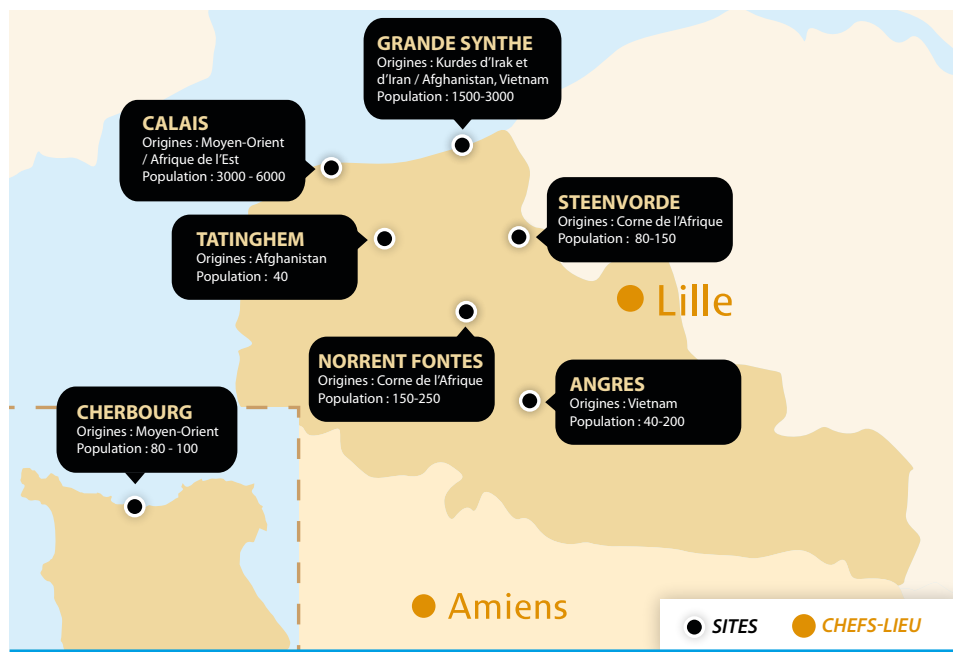 GRANDE SYNTHE
Origines : Kurdes d'Irak et
d'Iran / Afghanistan, Vietnam
Population : 1500-3000
CALAIS
Origines : Moyen-Orient
/ Afrique de l'Est
Population : 3000 - 6000
STEENVORDE
Origines : Corne de l'Afrique
Population : 80-150
TATINGHEM
Origines : Afghanistan
Population : 40
Lille
NORRENT FONTES
Origines : Corne de l'Afrique
Population : 150-250
ANGRES
Origines : Vietnam
Population : 40-200
CHERBOURG
Origines : Moyen-Orient
Population : 80 - 100
Amiens
SITES
CHEFS-LIEU